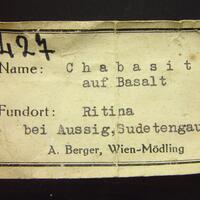 427
Name: Chabasit
auf Basalt
Fundort: Ritina
bei Aussig,Sudetengau
A. Berger, Wien-Mödling